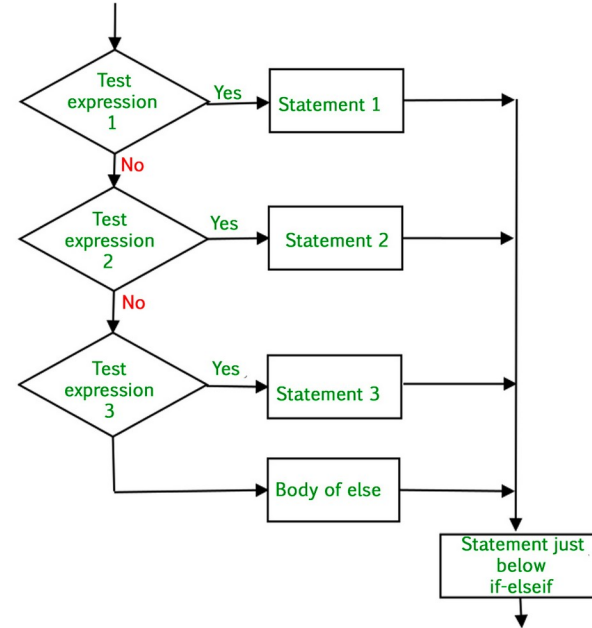 Test
expression
1
Yes
Statement 1
No
Test
expression
2
Yes
Statement 2
No
Test
expression
3
Yes
Statement 3
Body of else
Statement just
below
if-elseif